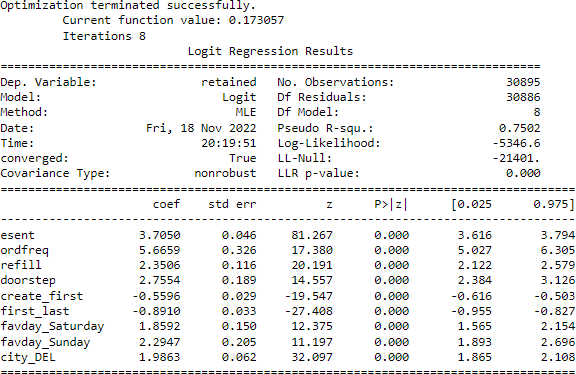 Optimization terminated successfully.
Current function value: 0.173057
Iterations 8
Logit Regression Results
==============================================================================
Dep. Variable: retained No. Observations: 30895
Model: Logit Df Residuals: 30886
Method: MLE Df Model: 8
Date: Fri, 18 Nov 2022 Pseudo R-squ.: 0.7502
Time: 20:19:51 Log-Likelihood: -5346.6
converged: True LL-Null: -21401.
Covariance Type: nonrobust LLR p-value: 0.000
==============================================================================
coef std err z P>|z| [0.025 0.975]
------------------------------------------------------------------------------
esent 3.7050 0.046 81.267 0.000 3.616 3.794
ordfreq 5.6659 0.326 17.380 0.000 5.027 6.305
refill 2.3506 0.116 20.191 0.000 2.122 2.579
doorstep 2.7554 0.189 14.557 0.000 2.384 3.126
create_first -0.5596 0.029 -19.547 0.000 -0.616 -0.503
first_last -0.8910 0.033 -27.408 0.000 -0.955 -0.827
favday_Saturday 1.8592 0.150 12.375 0.000 1.565 2.154
favday_Sunday 2.2947 0.205 11.197 0.000 1.893 2.696
city_DEL 1.9863 0.062 32.097 0.000 1.865 2.108
==============================================================================